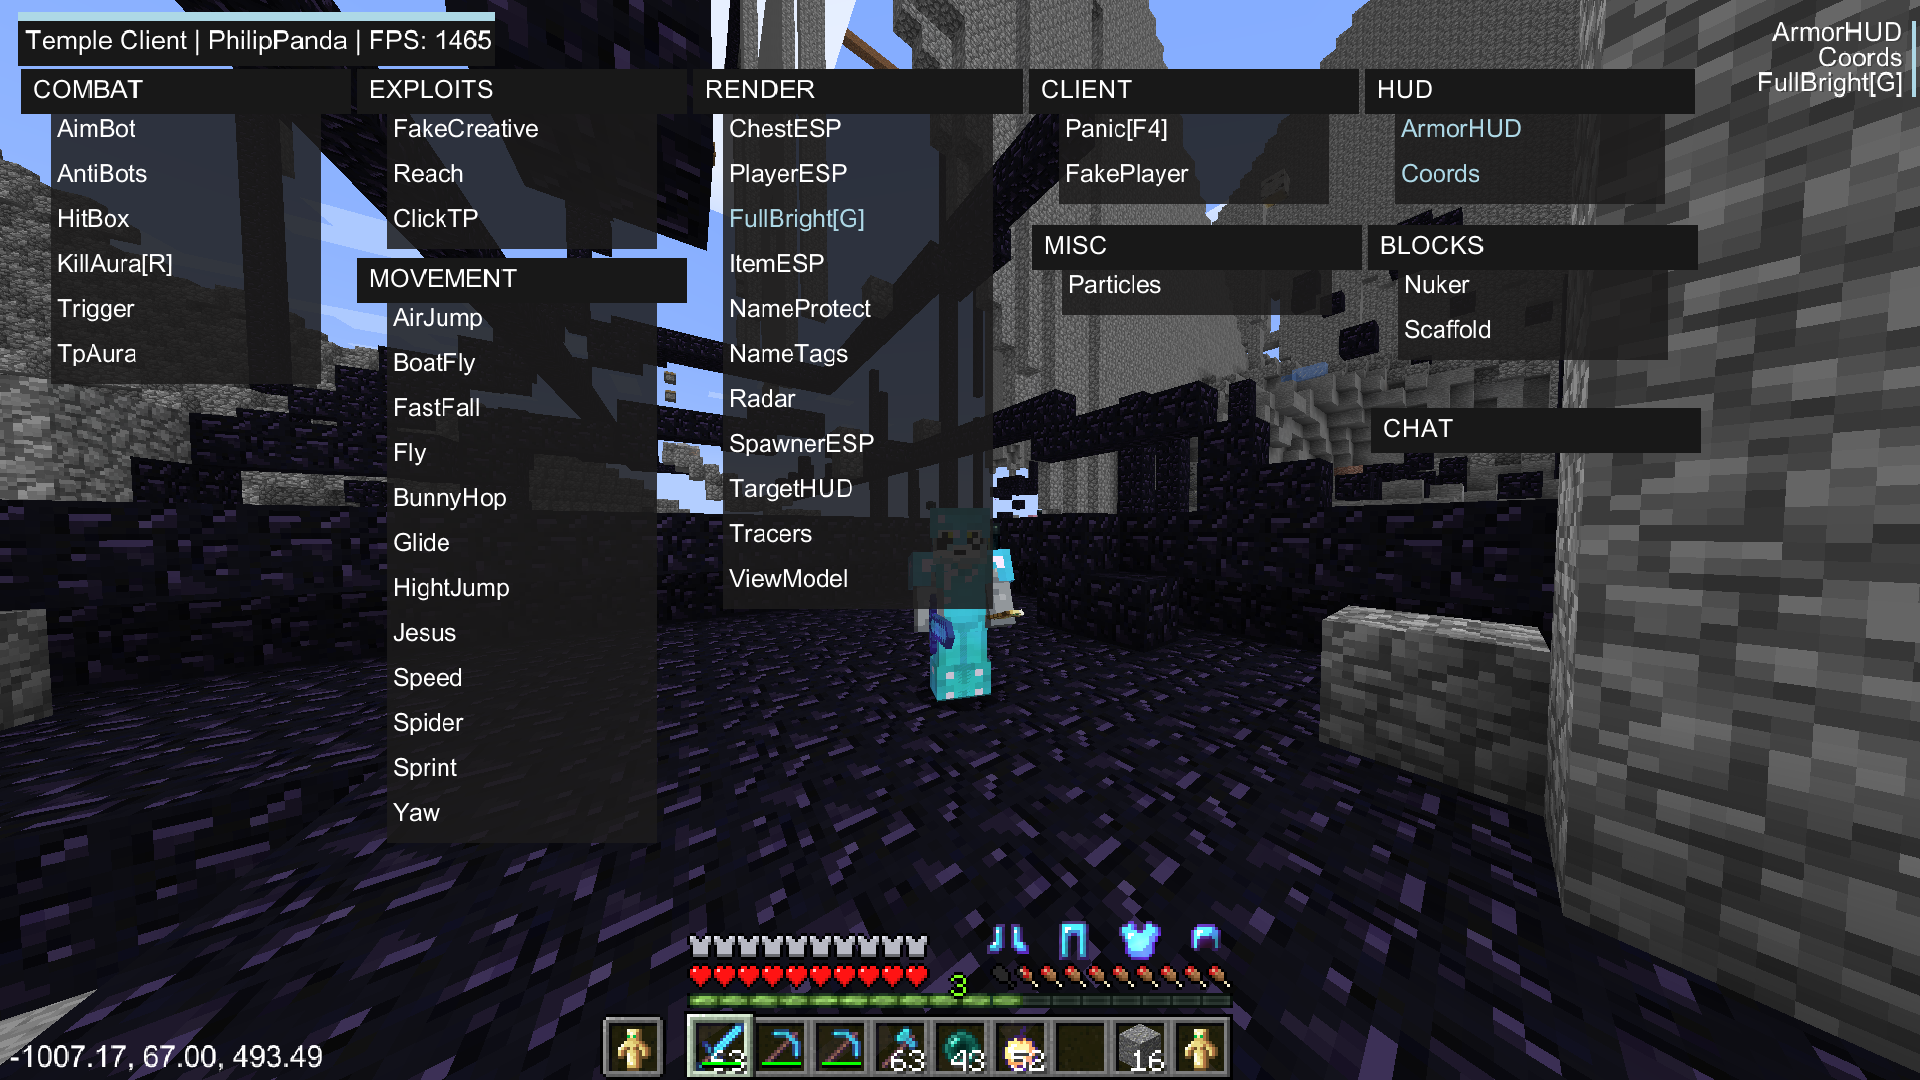 Temple Client | PhilipPanda | FPS: 1465
COMBAT
AimBot
AntiBots
HitBox
KillAura[R]
Trigger
TpAura
EXPLOITS
FakeCreative
Reach
ClickTP
MOVEMENT
AirJump
BoatFly
FastFall
Fly
BunnyHop
Glide
HightJump
Jesus
Speed
Spider
Sprint
Yaw
RENDER
ChestESP
PlayerESP
FullBright[G]
ItemESP
NameProtect
NameTags
Radar
SpawnerESP
TargetHUD
Tracers
ViewModel
CLIENT
Panic[F4]
FakePlayer
MISC
Particles
HUD
ArmorHUD
Coords
BLOCKS
Nuker
Scaffold
CHAT
ArmorHUD
Coords
FullBright[G]
3
63 43 52 16
-1007.17, 67.00, 493.49